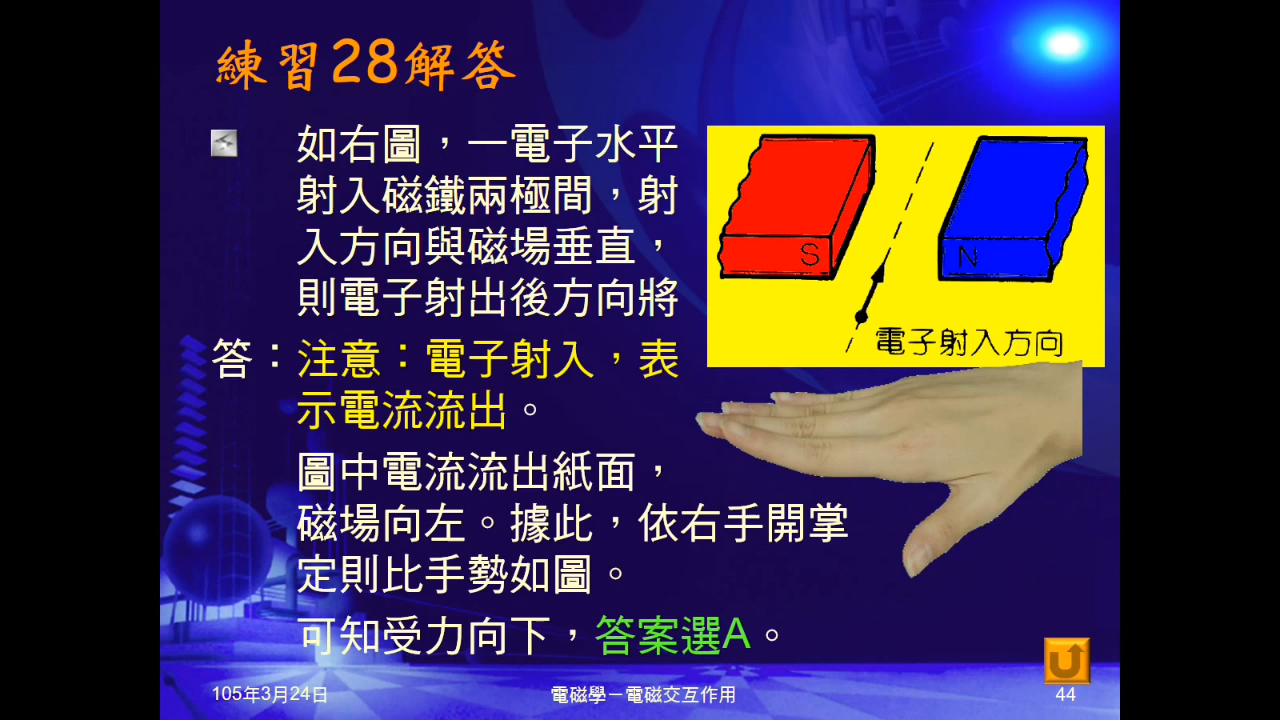 練習28解答
如右圖，一電子水平
射入磁鐵兩極間，射
入方向與磁場垂直，
則電子射出後方向將
答：注意：電子射入，表
示電流流出。
圖中電流流出紙面，
磁場向左。據此，依右手開掌
定則比手勢如圖。
可知受力向下，答案選A。
S
N
電子射入方向
105年3月24日
電磁學－電磁交互作用
44